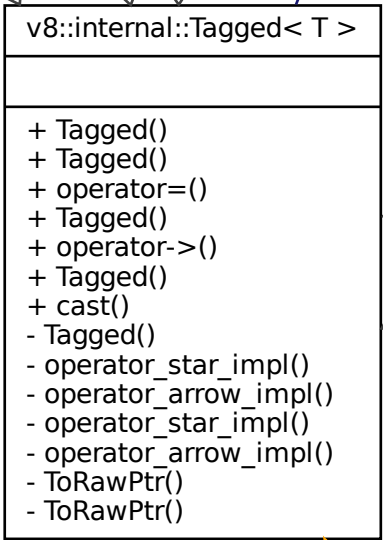 v8::internal::Tagged< T >
+ Tagged()
+ Tagged()
+ operator=()
+ Tagged()
+ operator->()
+ Tagged()
+ cast()
- Tagged()
- operator_star_impl()
- operator_arrow_impl()
- operator_star_impl()
- operator_arrow_impl()
- ToRawPtr()
- ToRawPtr()